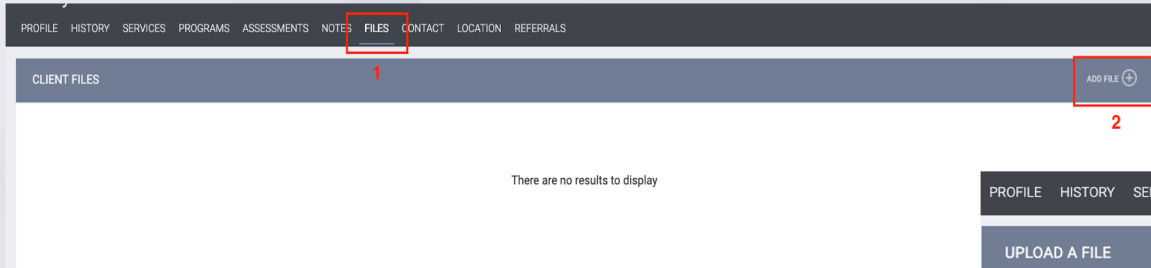 PROFILE HISTORY SERVICES PROGRAMS ASSESSMENTS NOTES FILES CONTACT LOCATION REFERRALS
1
CLIENT FILES
ADD FILE
2
There are no results to display
PROFILE HISTORY
UPLOAD A FILE